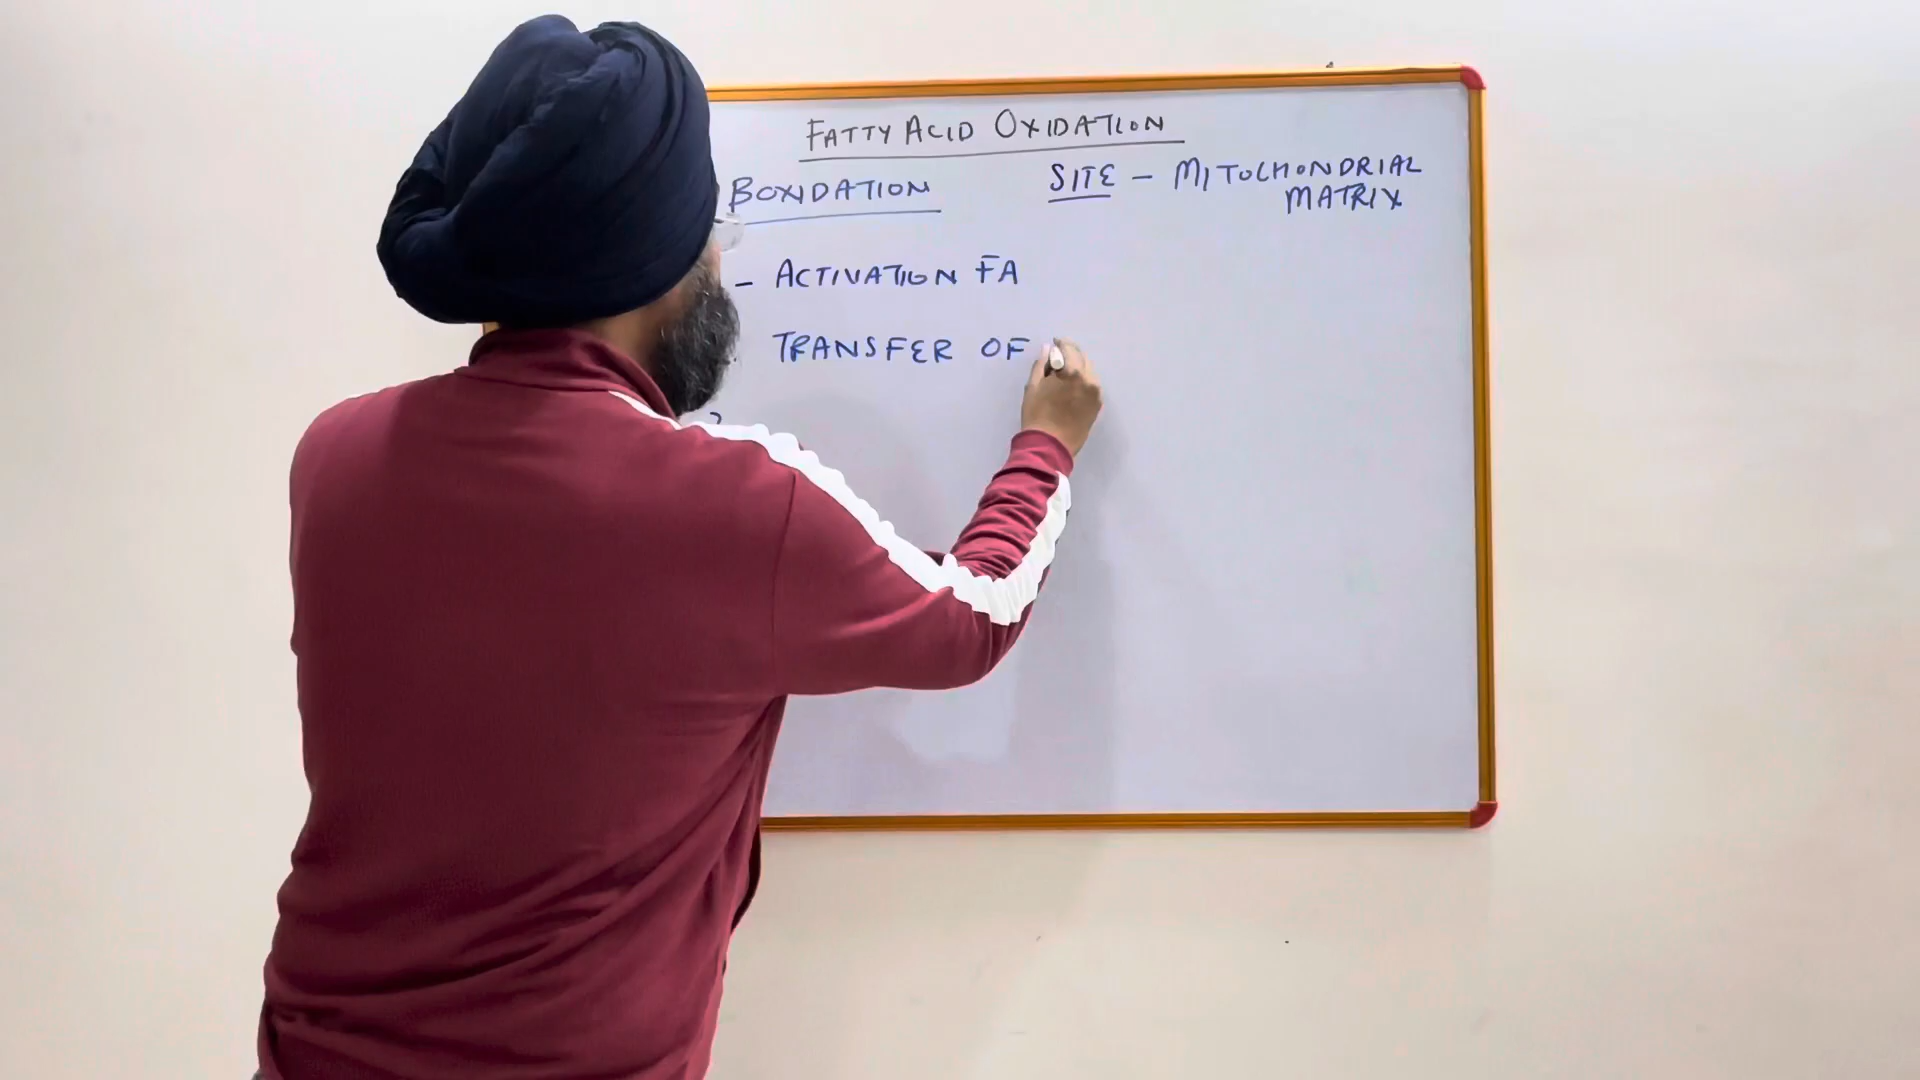 FATTY ACID OXIDATION
BOXIDATION
SITE – MITOCHONDRIAL
MATRIX
– ACTIVATION FA
TRANSFER OF